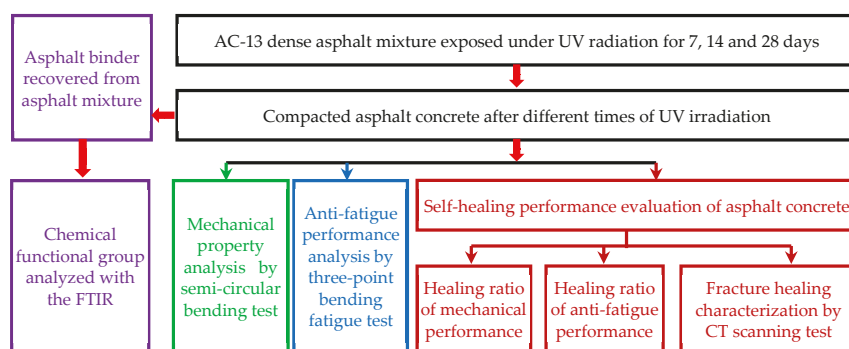 AC-13 dense asphalt mixture exposed under UV radiation for 7, 14 and 28 days
Asphalt binder
recovered from
asphalt mixture
Compacted asphalt concrete after different times of UV irradiation
Chemical
functional group
analyzed with
the FTIR
Mechanical
property
analysis by
semi-circular
bending test
Anti-fatigue
performance
analysis by
three-point
bending
fatigue test
Self-healing performance evaluation of asphalt concrete
Healing ratio
of mechanical
performance
Healing ratio
of anti-fatigue
performance
Fracture healing
characterization by
CT scanning test